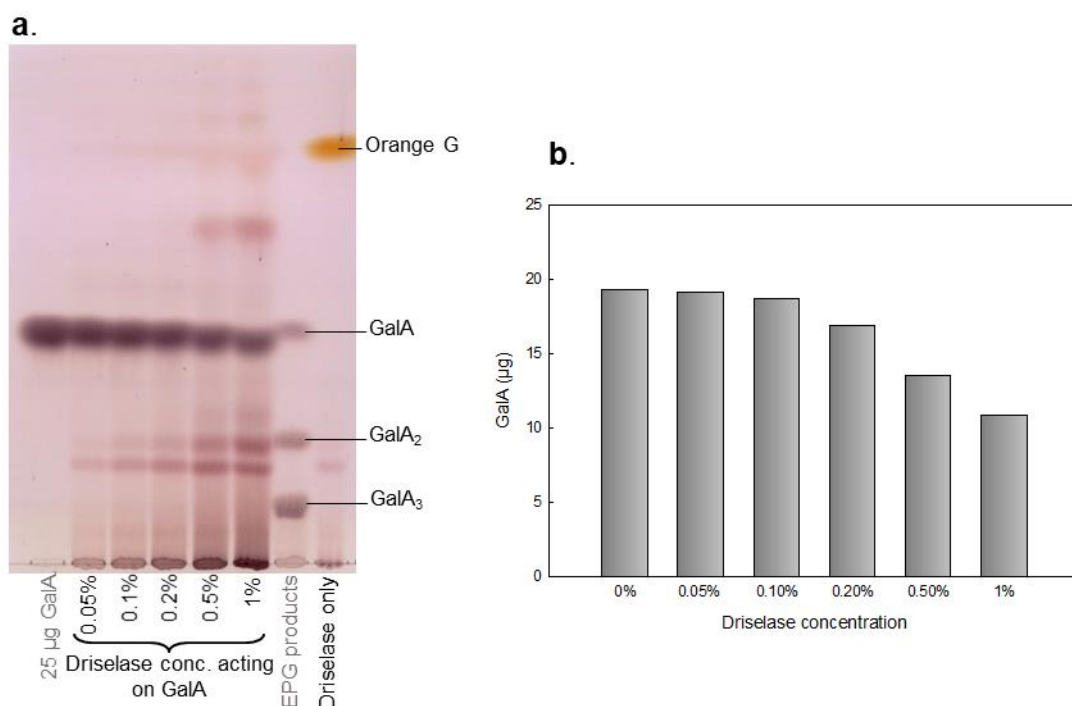 a.
Orange G
GalA
GalA₂
GalA₃
25 µg GalA
0.05%
0.1%
0.2%
0.5%
1%
EPG products
Driselase only
Driselase conc. acting
on GalA
b.
GalA (µg)
25
20
15
10
5
0
0% 0.05% 0.10% 0.20% 0.50% 1%
Driselase concentration